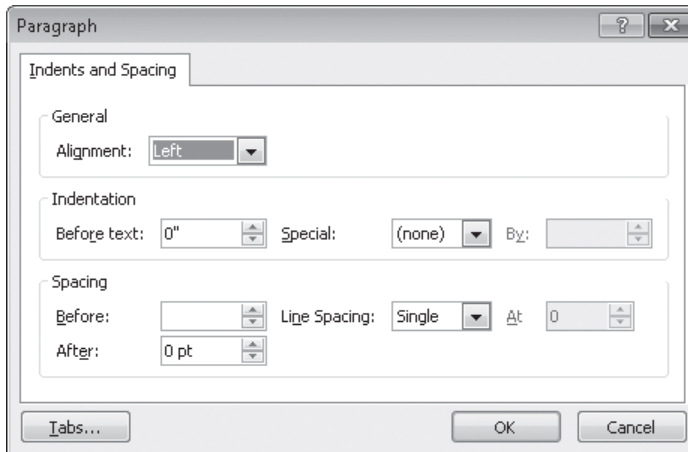 Paragraph
Indents and Spacing
General
Alignment: Left
Indentation
Before text: 0" Special: (none) By:
Spacing
Before: Line Spacing: Single At 0
After: 0 pt
Tabs... OK Cancel